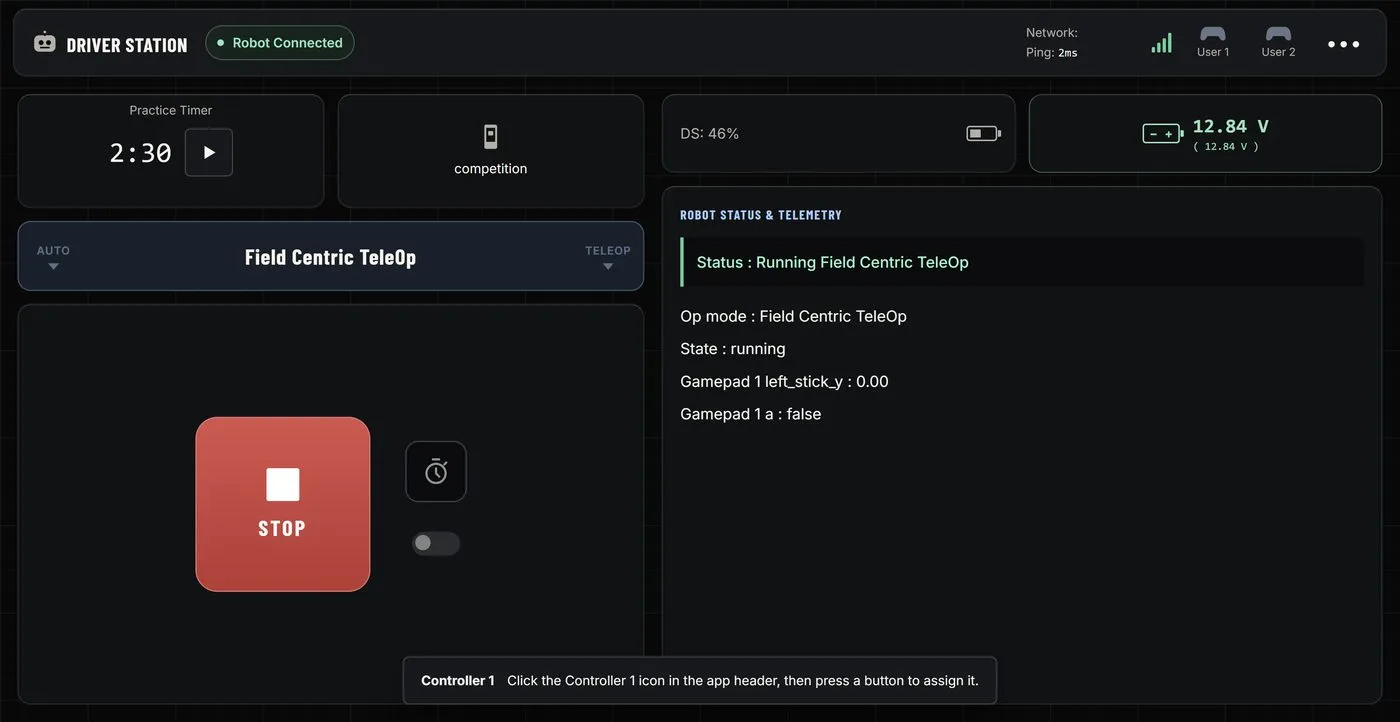 DRIVER STATION
Robot Connected
Network:
Ping: 2ms
User 1
User 2
Practice Timer
2:30
competition
DS: 46%
12.84 V
( 12.84 V )
AUTO
Field Centric TeleOp
TELEOP
ROBOT STATUS & TELEMETRY
Status : Running Field Centric TeleOp
Op mode : Field Centric TeleOp
State : running
Gamepad 1 left_stick_y : 0.00
Gamepad 1 a : false
STOP
Controller 1 Click the Controller 1 icon in the app header, then press a button to assign it.